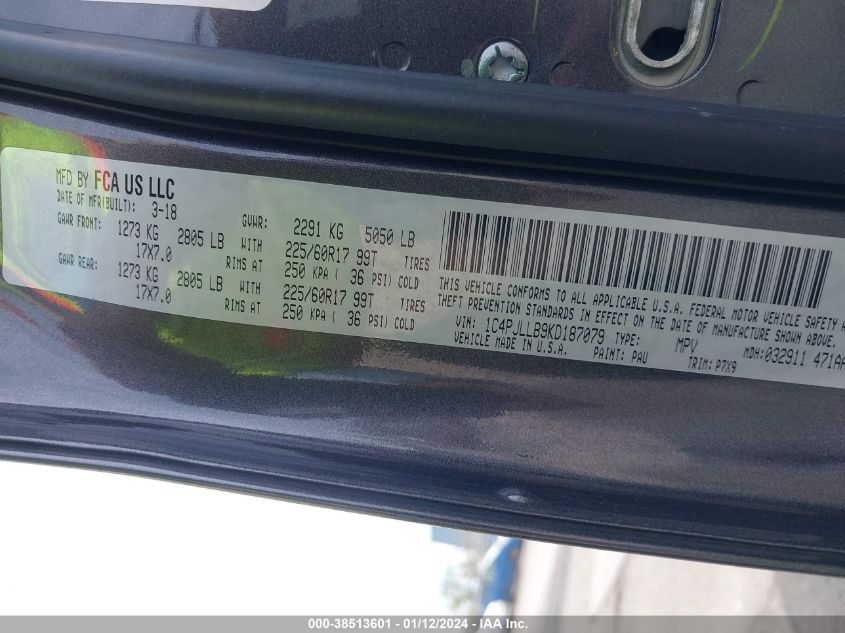 MFD BY FCA US LLC
DATE OF MFR(BUILT): 3-18
GVWR: 2291 KG 5050 LB
GAWR FRONT: 1273 KG 2805 LB WITH 225/60R17 99T TIRES
17X7.0 RIMS AT 250 KPA ( 36 PSI) COLD
GAWR REAR: 1273 KG 2805 LB WITH 225/60R17 99T TIRES
17X7.0 RIMS AT 250 KPA ( 36 PSI) COLD
THIS VEHICLE CONFORMS TO ALL APPLICABLE U.S.A. FEDERAL MOTOR VEHICLE SAFETY
THEFT PREVENTION STANDARDS IN EFFECT ON THE DATE OF MANUFACTURE SHOWN
VIN: 1C4PJLLB9KD187079 TYPE: MPV MDH:032911 471
VEHICLE MADE IN U.S.A. PAINT: PAU TRIM: P7X9
000-38513601 - 01/12/2024 - IAAI.com